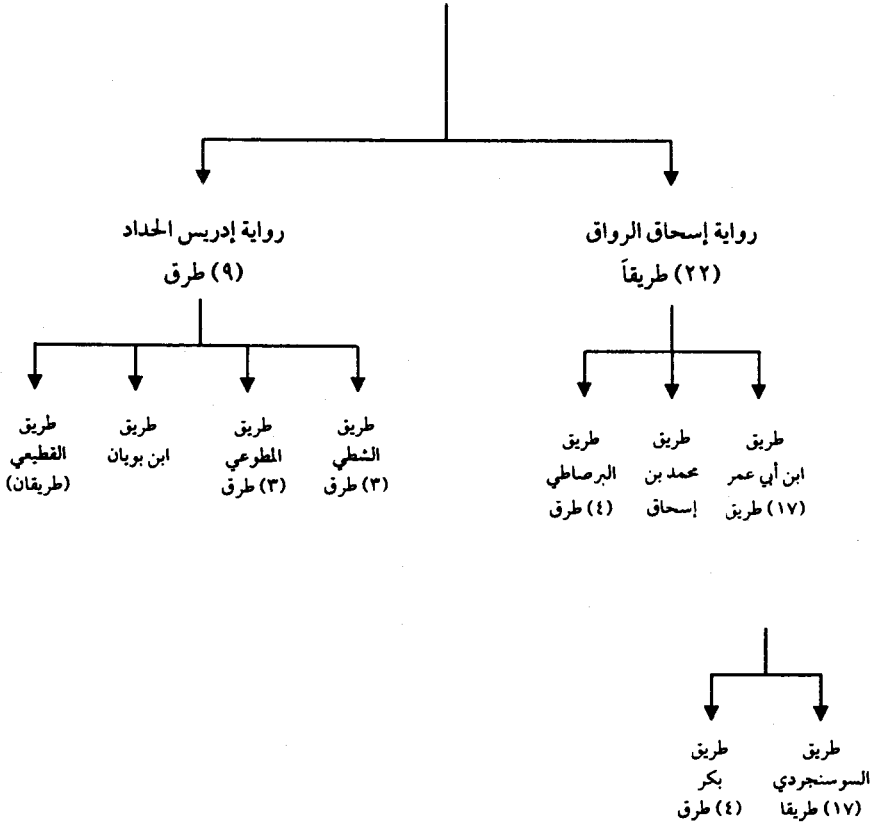 رواية إسحاق الرواق
(٢٢) طريقاً
رواية إدريس الحداد
(٩) طرق
طريق
ابن أبي عمر
(١٧) طريق
طريق
محمد بن
إسحاق
طريق
البرصاطي
(٤) طرق
طريق
الشطي
(٣) طرق
طريق
المطوعي
(٣) طرق
طريق
ابن بويان
طريق
القطيعي
(طريقان)
طريق
السوسنجردي
(١٧) طريقا
طريق
بكر
(٤) طرق